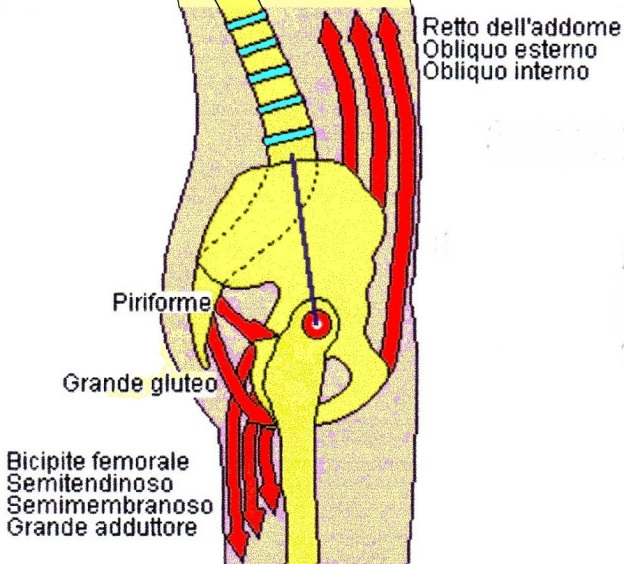 Retto dell'addome
Obliquo esterno
Obliquo interno
Piriforme
Grande gluteo
Bicipite femorale
Semitendinoso
Semimembranoso
Grande adduttore